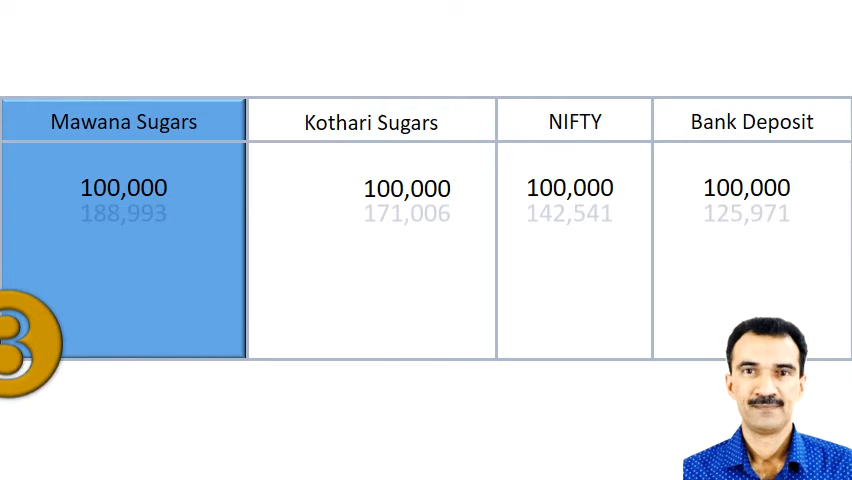 Mawana Sugars Kothari Sugars NIFTY Bank Deposit
100,000 100,000 100,000 100,000
188,993 171,006 142,541 125,971
3